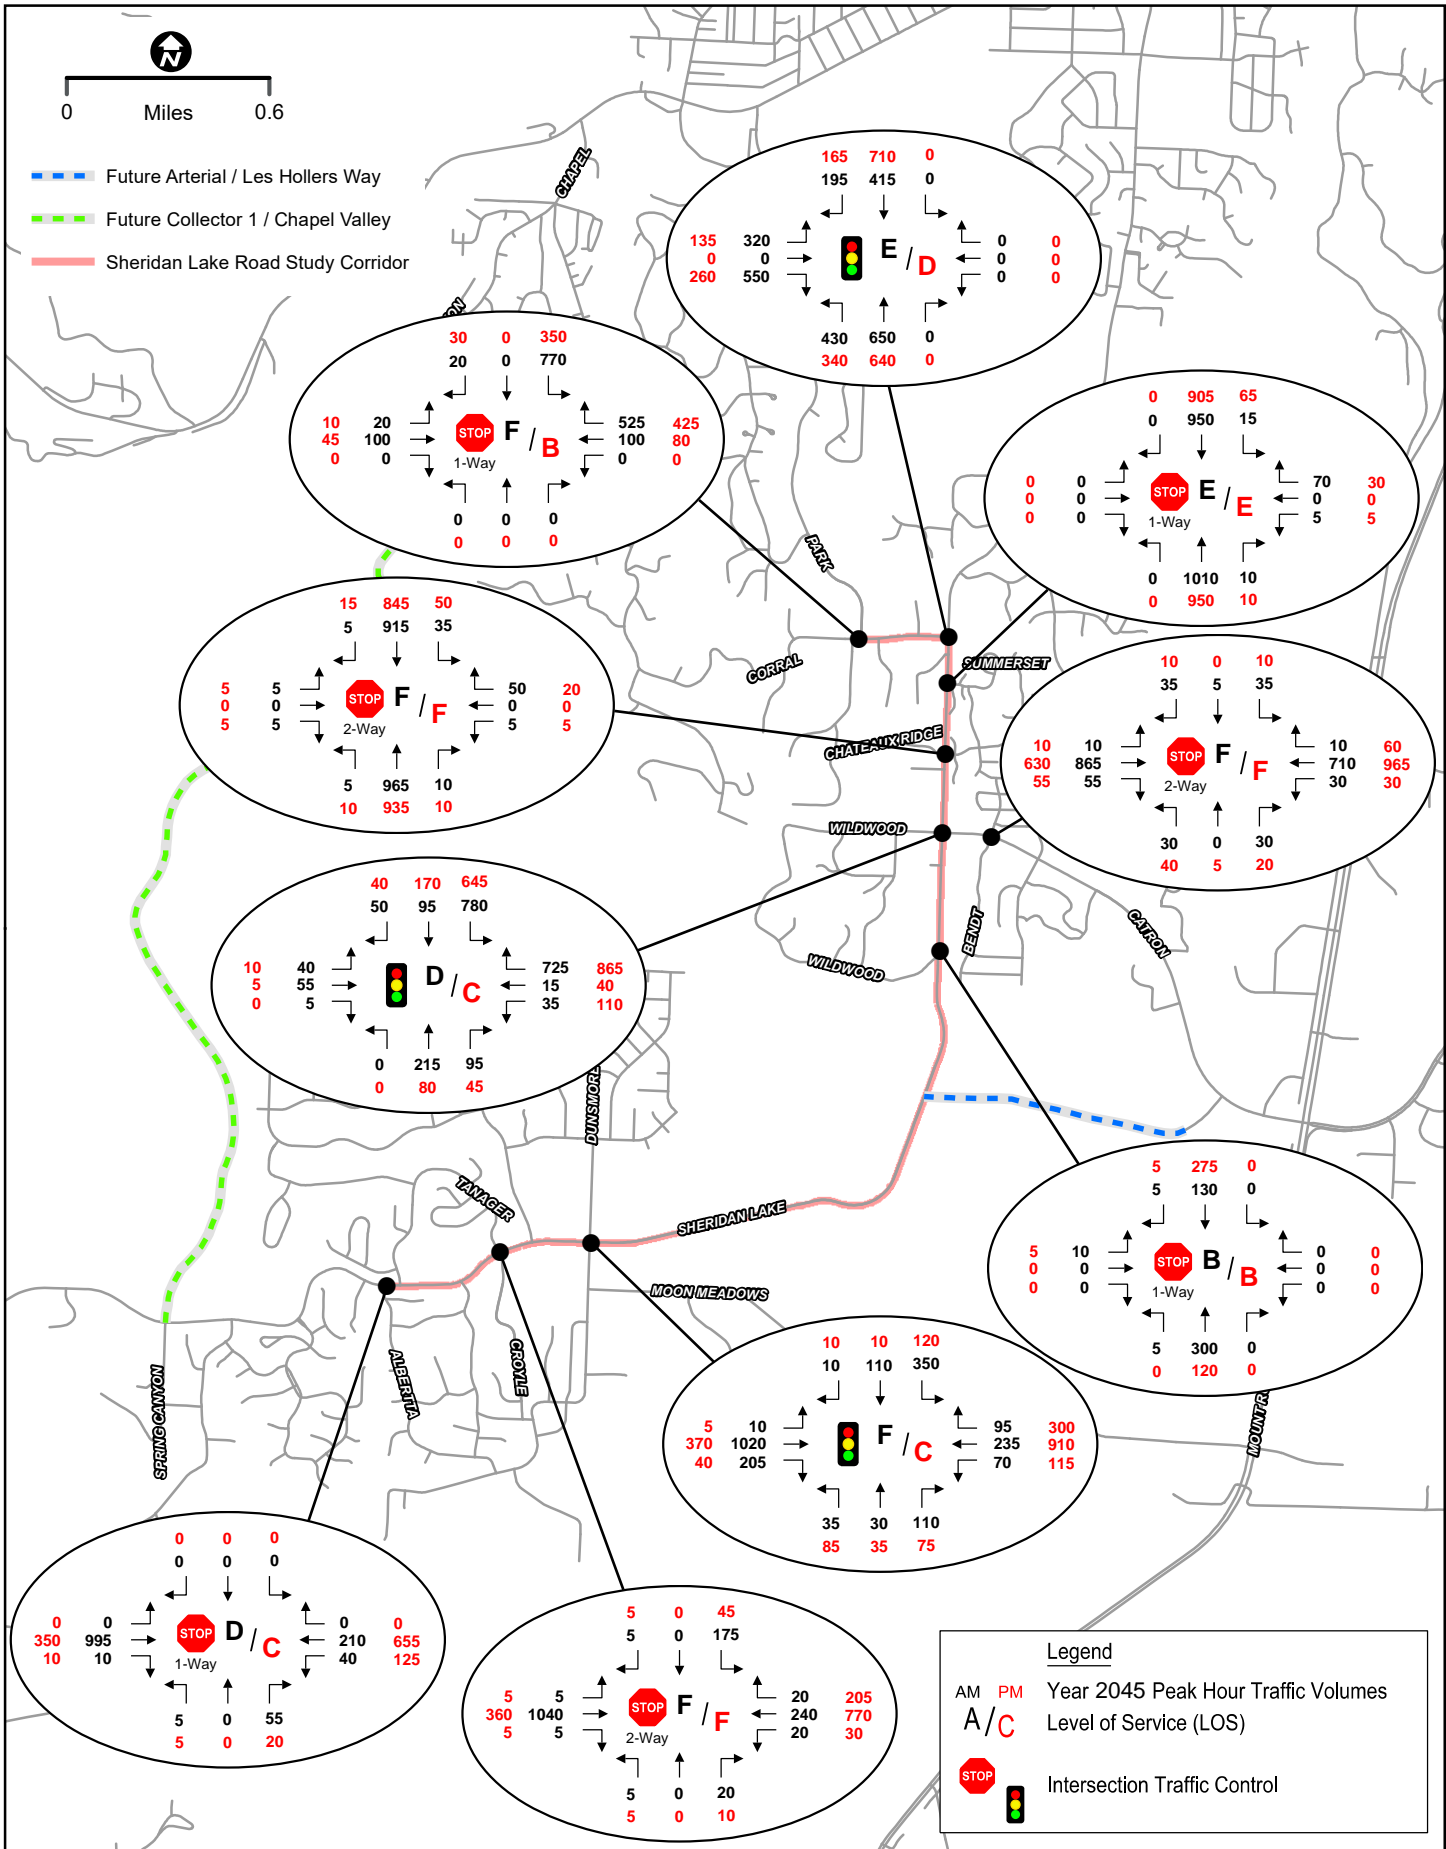 N
0 Miles 0.6
Future Arterial / Les Hollers Way
Future Collector 1 / Chapel Valley
Sheridan Lake Road Study Corridor
CHAPEL
165 710 0
195 415 0
135 320 0 0
0 0 E / D 0 0
260 550 0 0
430 650 0
340 640 0
30 0 350
20 0 770
10 20 525 425
45 100 STOP F / B 100 80
0 0 1-Way 0 0
0 0 0
0 0 0
0 905 65
0 950 15
0 0 70 30
0 0 STOP E / E 0 0
0 0 1-Way 5 5
0 1010 10
0 950 10
PARK
CORRAL
SUMMERSET
CHATEAUX RIDGE
15 845 50
5 915 35
5 5 50 20
0 0 STOP F / F 0 0
5 5 2-Way 5 5
5 965 10
10 935 10
10 0 10
35 5 35
10 10 10 60
630 865 STOP F / F 710 965
55 55 2-Way 30 30
30 0 30
40 5 20
WILDWOOD
BENDT
CATRON
WILDWOOD
40 170 645
50 95 780
10 40 725 865
5 55 D / C 15 40
0 5 35 110
0 215 95
0 80 45
DUNSMORE
TANAGER
SHERIDAN LAKE
MOON MEADOWS
5 275 0
5 130 0
5 10 0 0
0 0 STOP B / B 0 0
0 0 1-Way 0 0
5 300 0
0 120 0
SPRING CANYON
ALBERTTA
CROYLE
10 10 120
10 110 350
5 10 95 300
370 1020 F / C 235 910
40 205 70 115
35 30 110
85 35 75
0 0 0
0 0 0
0 0 0 0
350 995 STOP D / C 210 655
10 10 1-Way 40 125
5 0 55
5 0 20
5 0 45
5 0 175
5 5 20 205
360 1040 STOP F / F 240 770
5 5 2-Way 20 30
5 0 20
5 0 10
Legend
AM PM Year 2045 Peak Hour Traffic Volumes
A/C Level of Service (LOS)
STOP Intersection Traffic Control